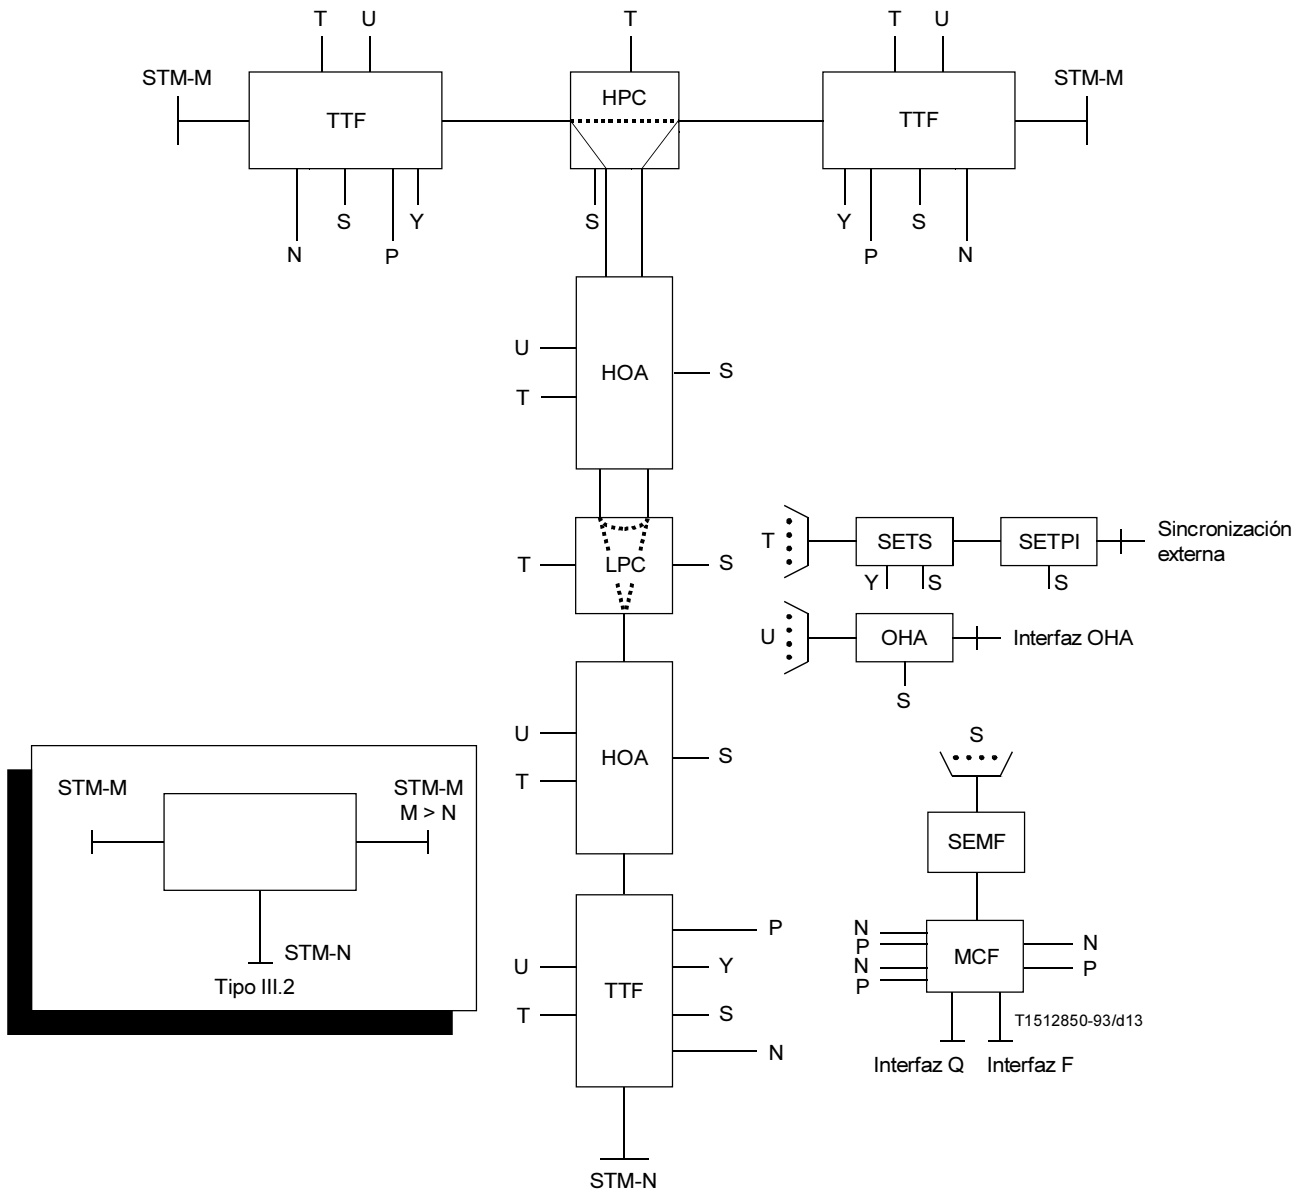 T U T T U
STM-M STM-M
HPC
TTF TTF
S Y S Y S
N P P N
U
HOA S
T
T LPC S
T SETS SETPI Sincronización
externa
Y S S
U OHA Interfaz OHA
S
U
HOA S
T
S
SEMF
STM-M STM-M
M > N
STM-N
Tipo III.2
P
U Y
TTF
T S
N
N
P MCF N
N P
P
T1512850-93/d13
Interfaz Q Interfaz F
STM-N